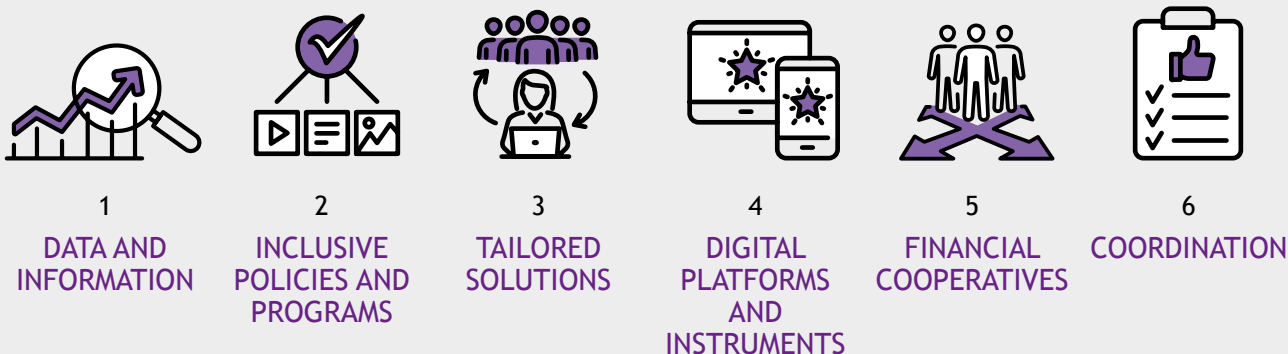 1
DATA AND
INFORMATION
2
INCLUSIVE
POLICIES AND
PROGRAMS
3
TAILORED
SOLUTIONS
4
DIGITAL
PLATFORMS
AND
INSTRUMENTS
5
FINANCIAL
COOPERATIVES
6
COORDINATION